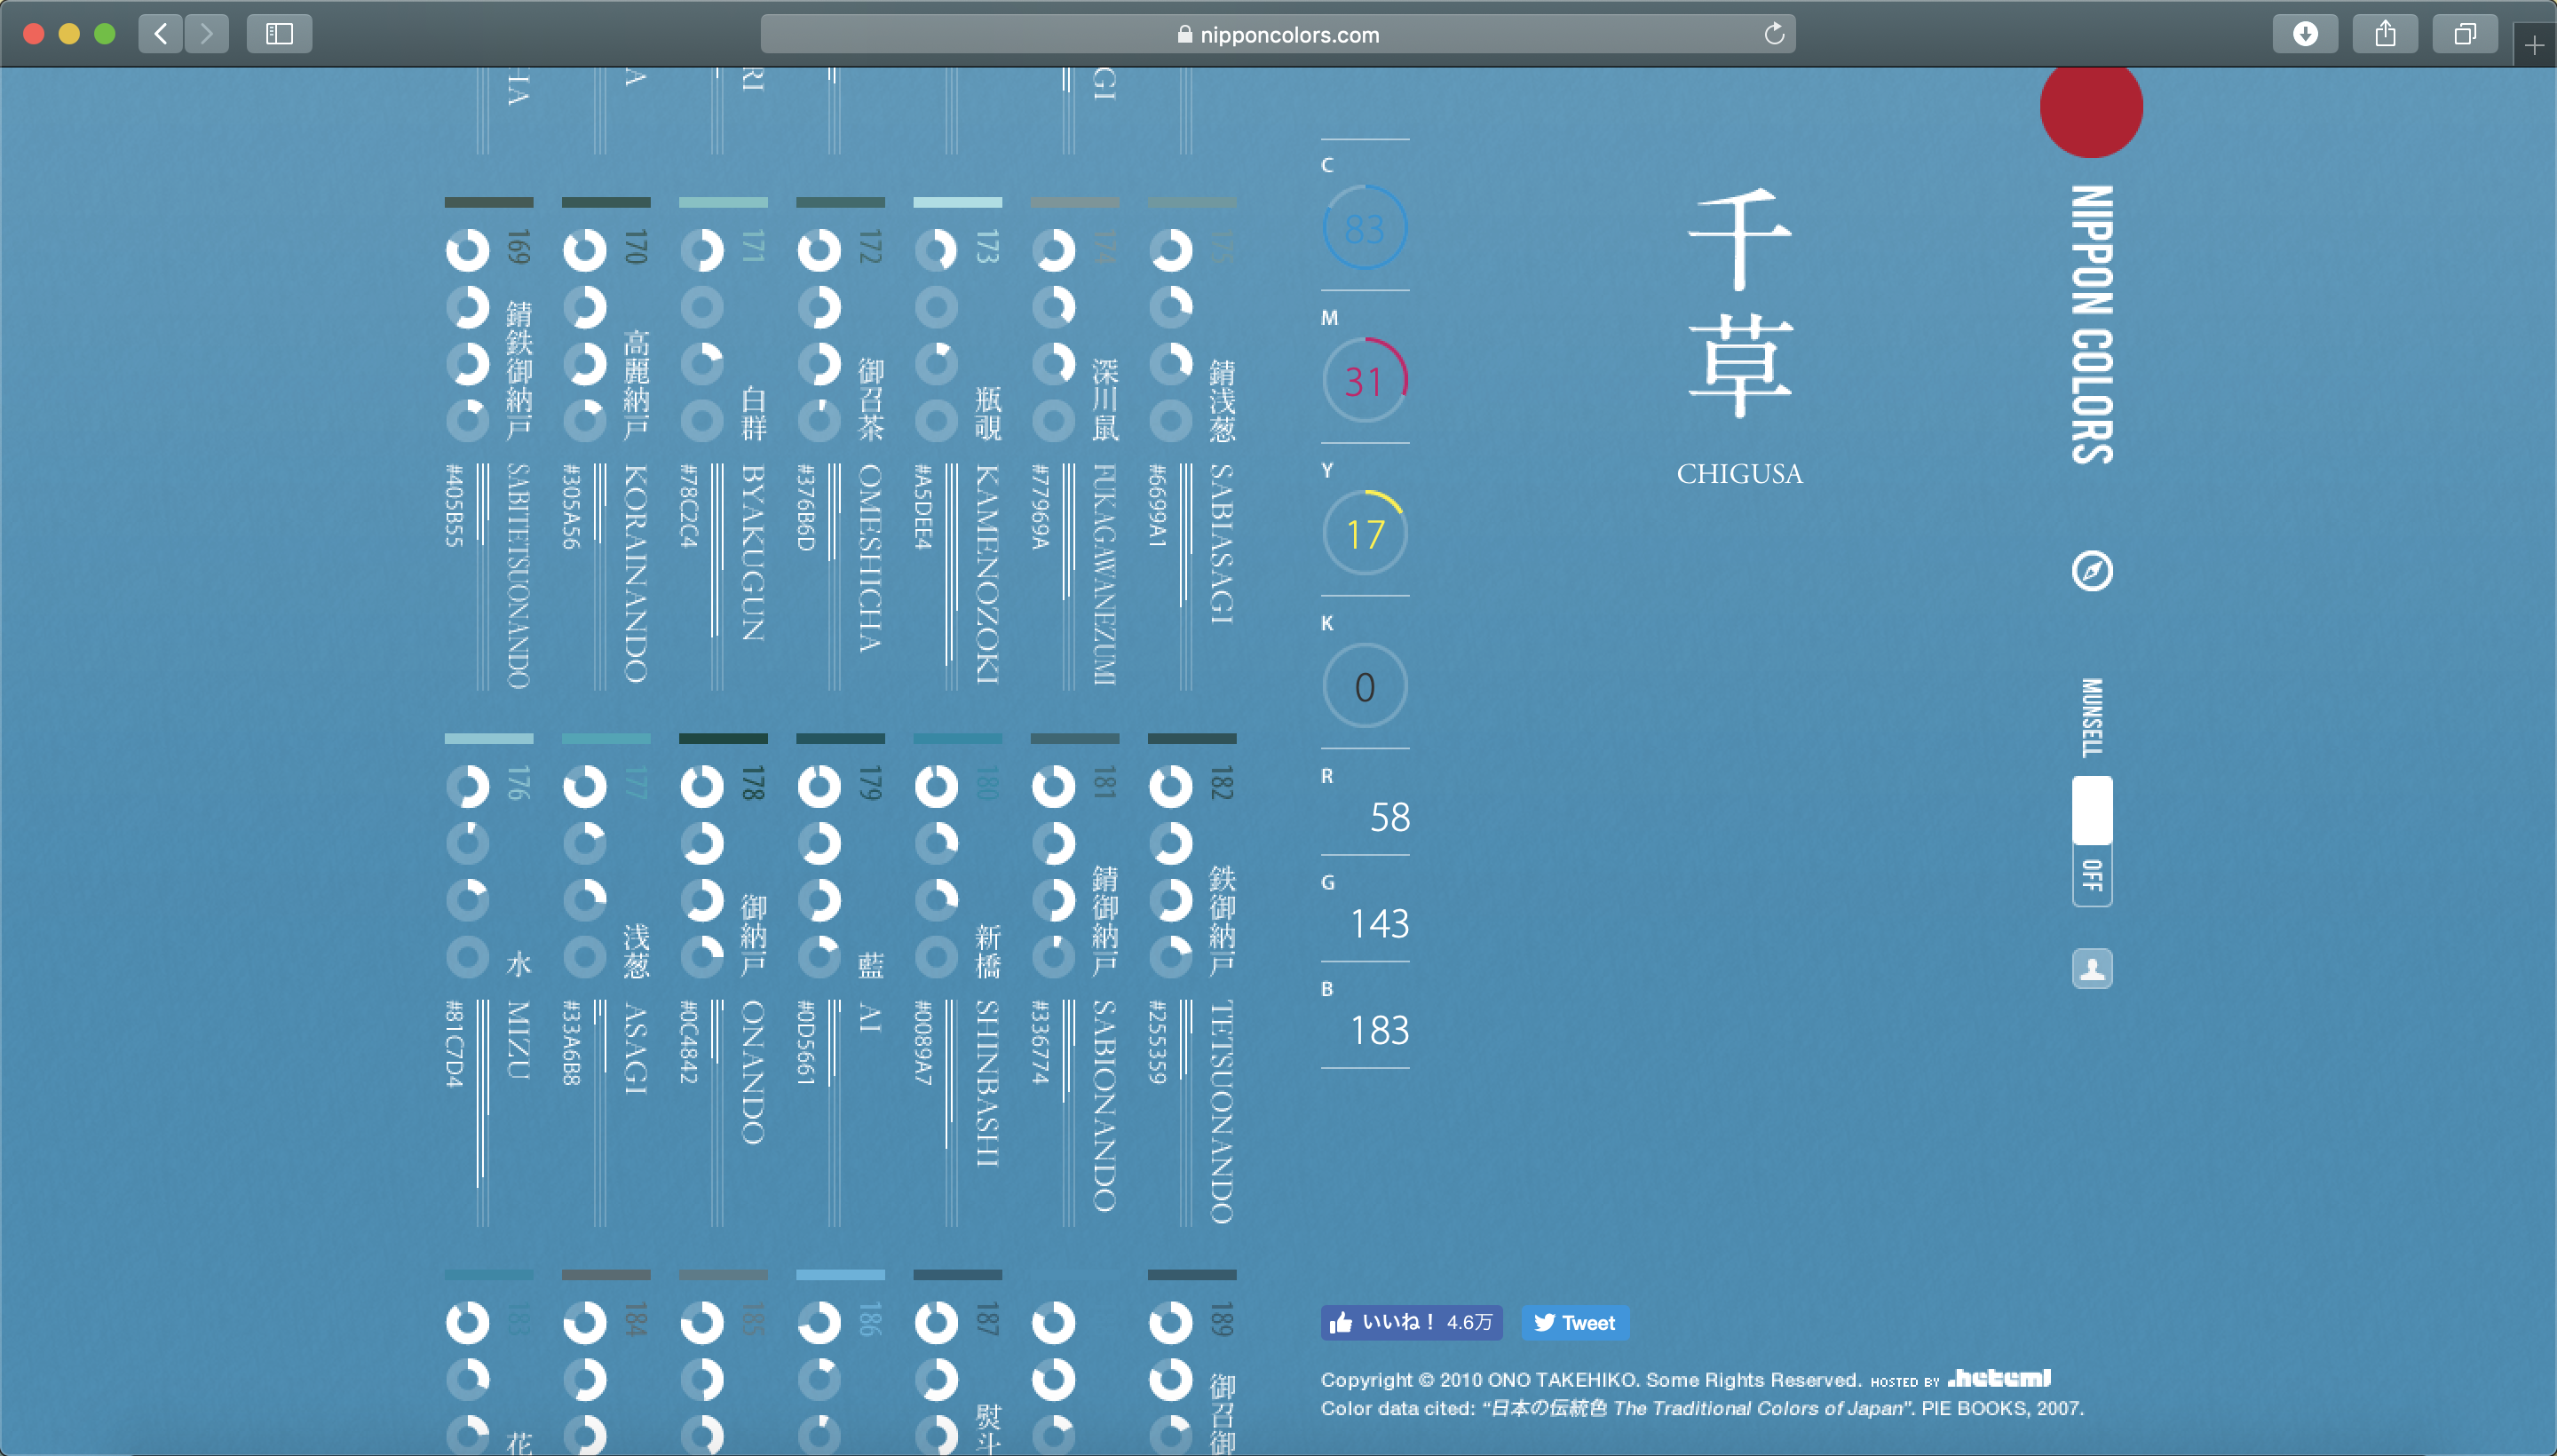 nipponcolors.com
HA
A
RI
GI
169
錆鉄御納戸
SABITETSUONANDO
#405B55
170
高麗納戸
KORAINANDO
#305A56
171
白群
BYAKUGUN
#78C2C4
172
御召茶
OMESHICHA
#376B6D
173
瓶覗
KAMENOZOKI
#A5DEE4
174
深川鼠
FUKAGAWANEZUMI
#77969A
175
錆浅葱
SABIASAGI
#6699A1
176
水
MIZU
#81C7D4
177
浅葱
ASAGI
#33A6B8
178
御納戸
ONANDO
#0C4842
179
藍
AI
#0D5661
180
新橋
SHINBASHI
#0089A7
181
錆御納戸
SABIONANDO
#336774
182
鉄御納戸
TETSUONANDO
#255359
183
花
184
185
186
187
熨斗
189
御召御
C
83
M
31
Y
17
K
0
R
58
G
143
B
183
千草
CHIGUSA
NIPPON COLORS
MUNSELL
OFF
いいね！ 4.6万
Tweet
Copyright © 2010 ONO TAKEHIKO. Some Rights Reserved. HOSTED BY .heteml
Color data cited: “日本の伝統色 The Traditional Colors of Japan”. PIE BOOKS, 2007.